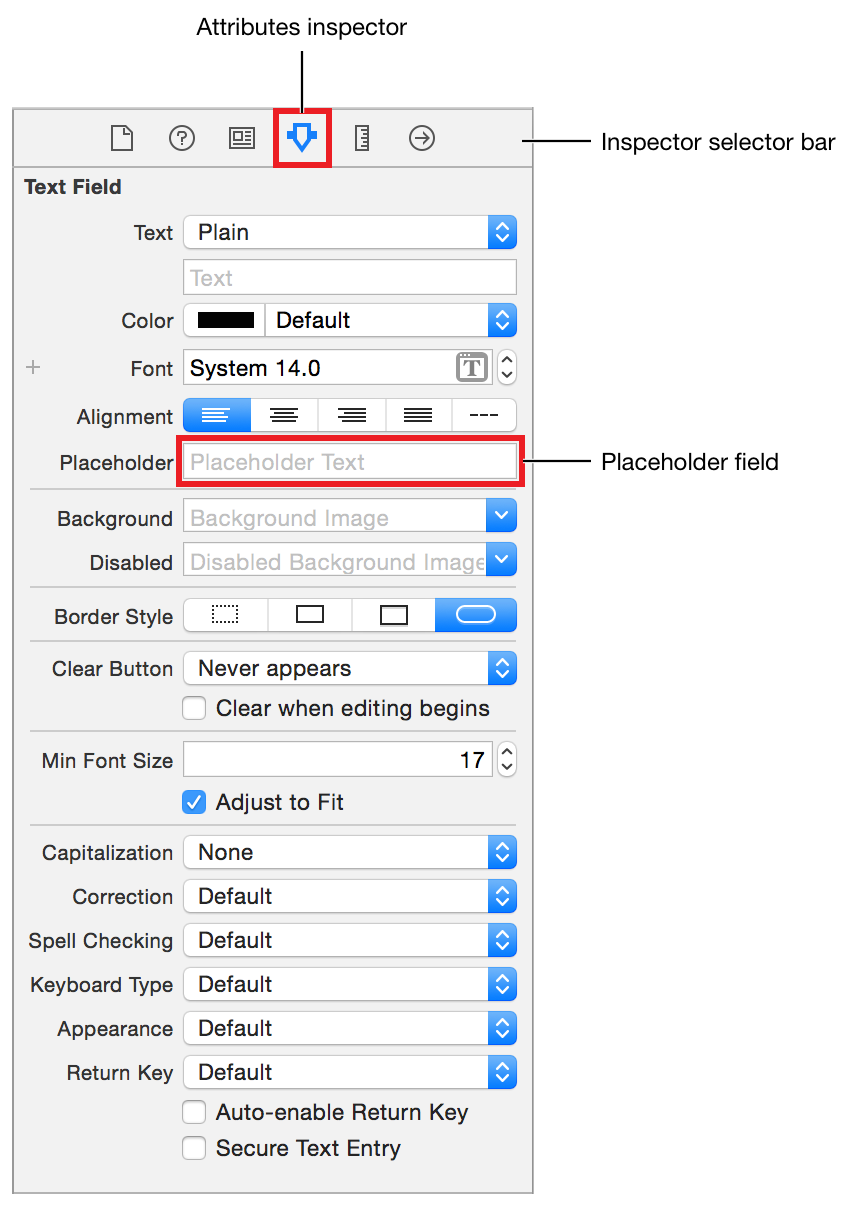 Attributes inspector
Inspector selector bar
Text Field
Text Plain
Text
Color Default
Font System 14.0 T
Alignment
Placeholder Placeholder Text Placeholder field
Background Background Image
Disabled Disabled Background Image
Border Style
Clear Button Never appears
Clear when editing begins
Min Font Size 17
Adjust to Fit
Capitalization None
Correction Default
Spell Checking Default
Keyboard Type Default
Appearance Default
Return Key Default
Auto-enable Return Key
Secure Text Entry